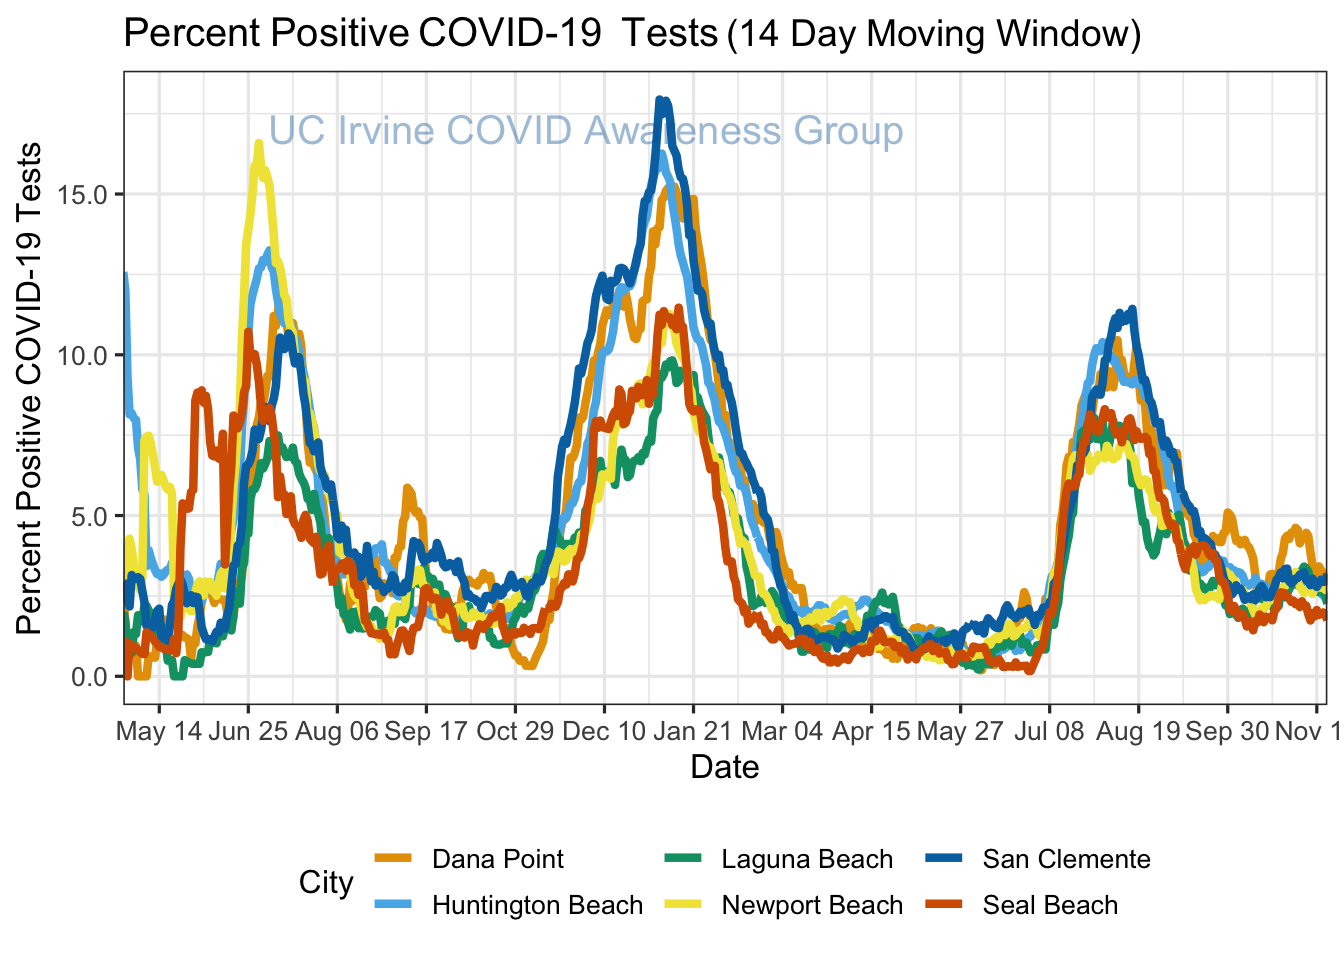 Percent Positive COVID-19 Tests (14 Day Moving Window)
UC Irvine COVID Awareness Group
Percent Positive COVID-19 Tests
15.0
10.0
5.0
0.0
May 14 Jun 25 Aug 06 Sep 17 Oct 29 Dec 10 Jan 21 Mar 04 Apr 15 May 27 Jul 08 Aug 19 Sep 30 Nov 1
Date
City
Dana Point Laguna Beach San Clemente
Huntington Beach Newport Beach Seal Beach